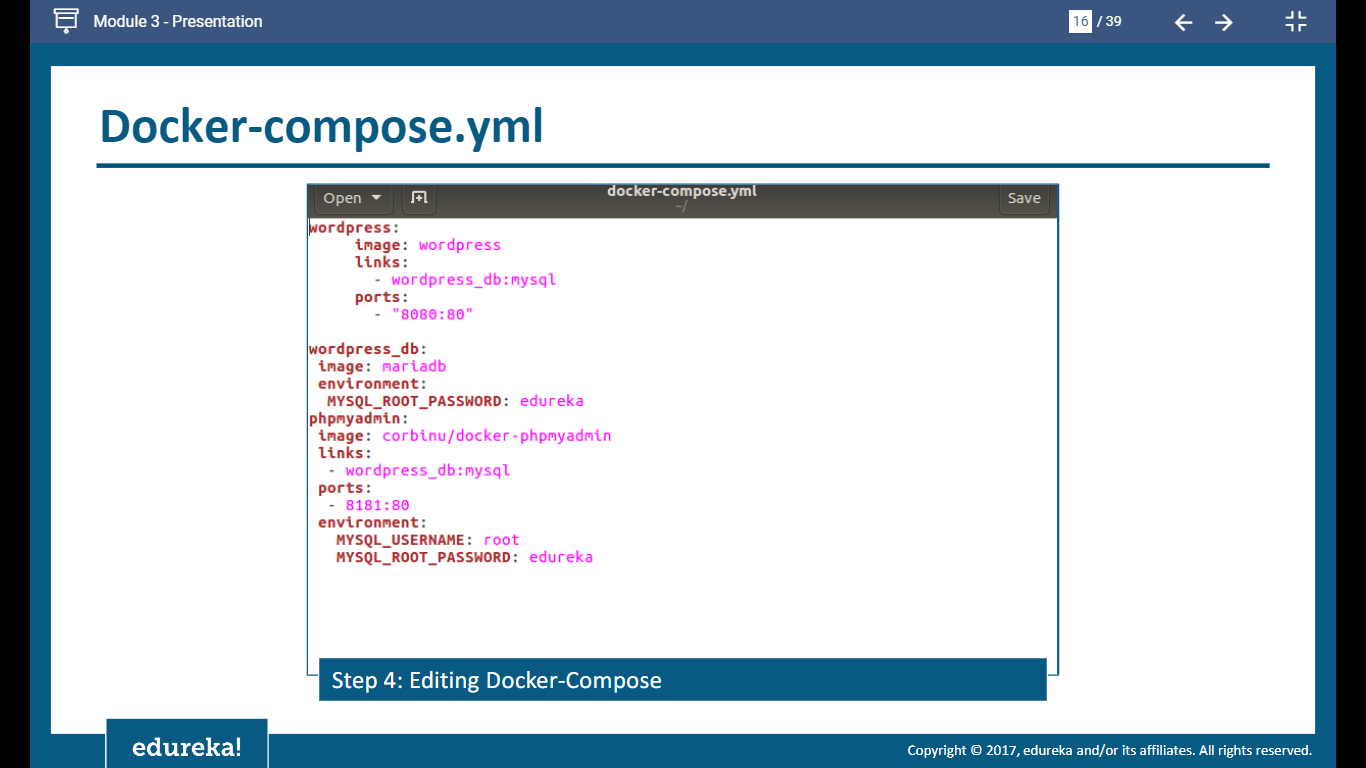 Module 3 - Presentation
16 / 39
Docker-compose.yml
Open
docker-compose.yml
~/
Save
wordpress:
image: wordpress
links:
- wordpress_db:mysql
ports:
- "8080:80"
wordpress_db:
image: mariadb
environment:
MYSQL_ROOT_PASSWORD: edureka
phpmyadmin:
image: corbinu/docker-phpmyadmin
links:
- wordpress_db:mysql
ports:
- 8181:80
environment:
MYSQL_USERNAME: root
MYSQL_ROOT_PASSWORD: edureka
Step 4: Editing Docker-Compose
edureka!
Copyright © 2017, edureka and/or its affiliates. All rights reserved.